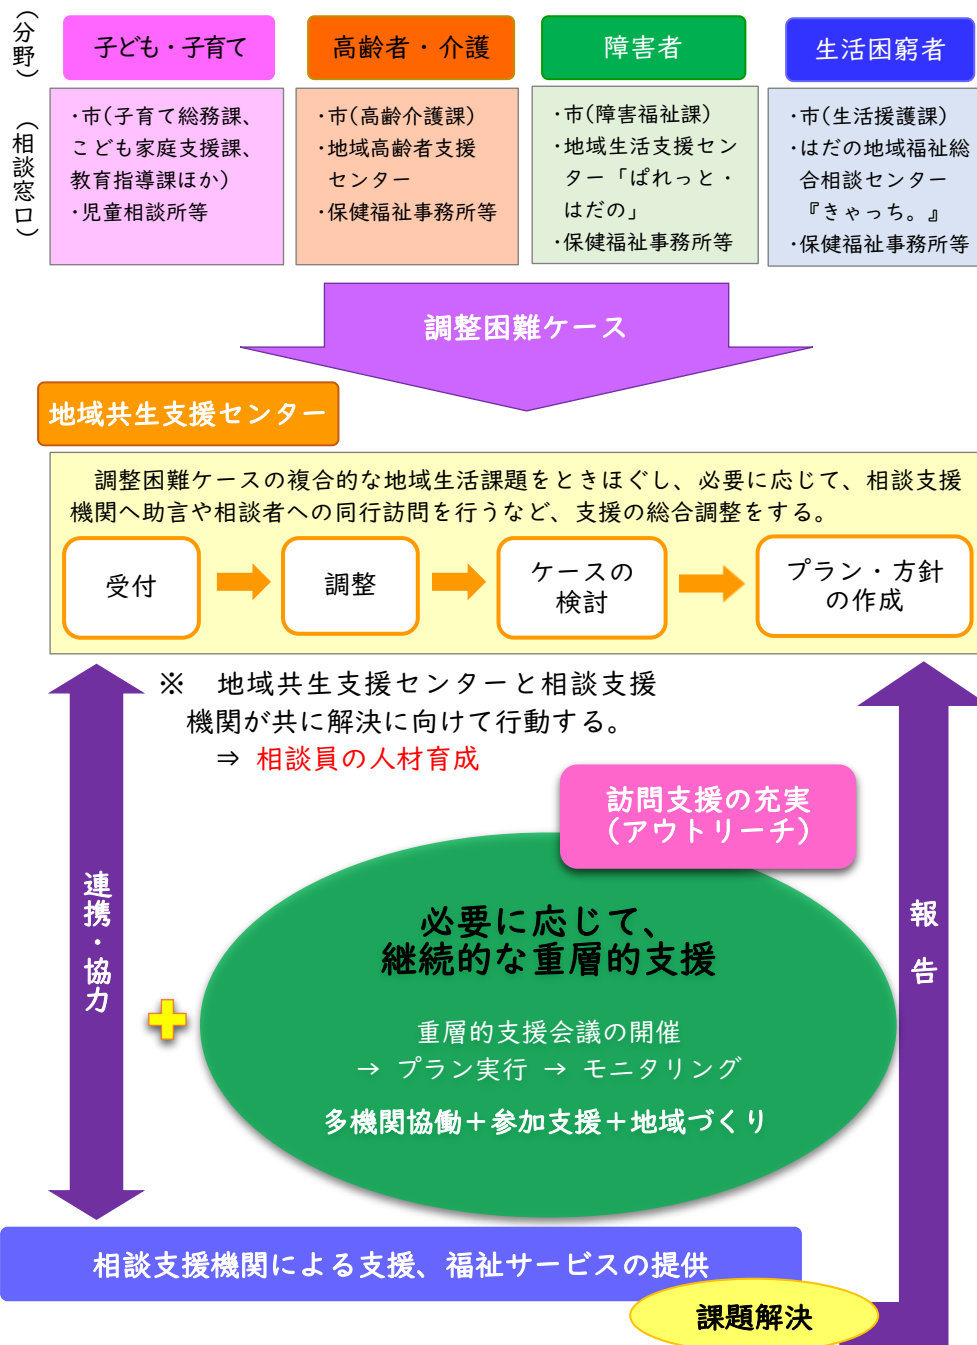 （分野）
子ども・子育て
高齢者・介護
障害者
生活困窮者
（相談窓口）
・市(子育て総務課、
こども家庭支援課、
教育指導課ほか)
・児童相談所等
・市(高齢介護課)
・地域高齢者支援
センター
・保健福祉事務所等
・市(障害福祉課)
・地域生活支援セン
ター「ぱれっと・
はだの」
・保健福祉事務所等
・市(生活援護課)
・はだの地域福祉総
合相談センター
『きゃっち。』
・保健福祉事務所等
調整困難ケース
地域共生支援センター
調整困難ケースの複合的な地域生活課題をときほぐし、必要に応じて、相談支援
機関へ助言や相談者への同行訪問を行うなど、支援の総合調整をする。
受付
調整
ケースの
検討
プラン・方針
の作成
※　地域共生支援センターと相談支援
機関が共に解決に向けて行動する。
⇒ 相談員の人材育成
訪問支援の充実
（アウトリーチ）
連携・協力
必要に応じて、
継続的な重層的支援
重層的支援会議の開催
→ プラン実行 → モニタリング
多機関協働＋参加支援＋地域づくり
報告
相談支援機関による支援、福祉サービスの提供
課題解決